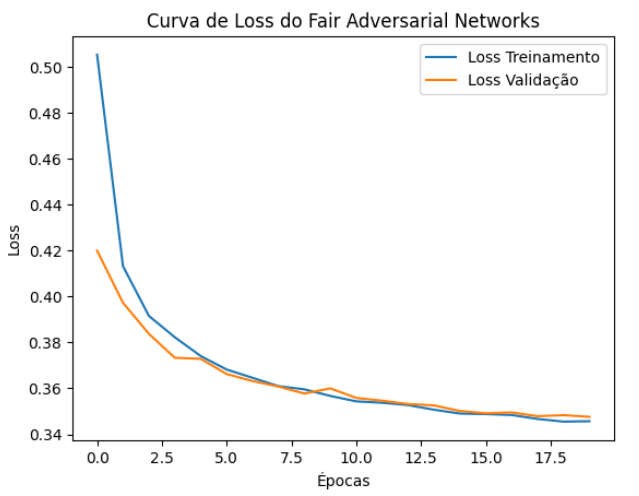 Curva de Loss do Fair Adversarial Networks
Loss Treinamento
Loss Validação
0.50
0.48
0.46
0.44
0.42
0.40
0.38
0.36
0.34
Loss
0.0 2.5 5.0 7.5 10.0 12.5 15.0 17.5
Épocas